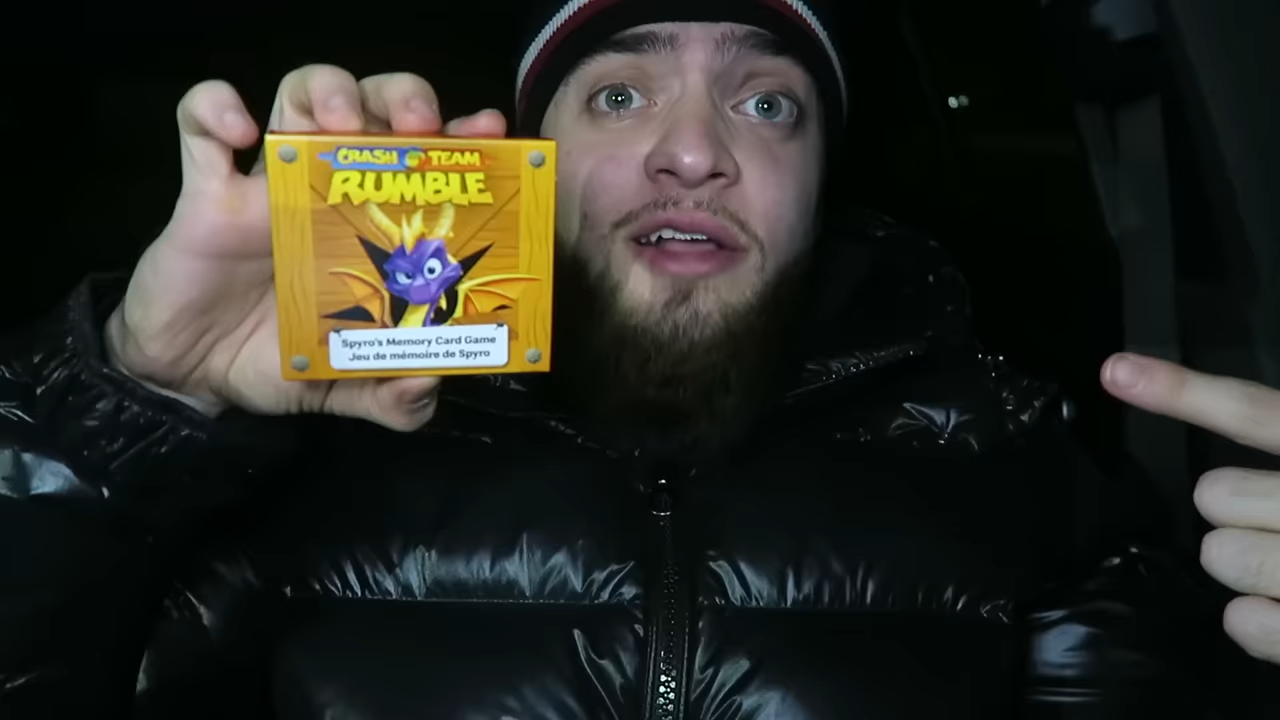 CRASH TEAM
RUMBLE
Spyro's Memory Card Game
Jeu de mémoire de Spyro